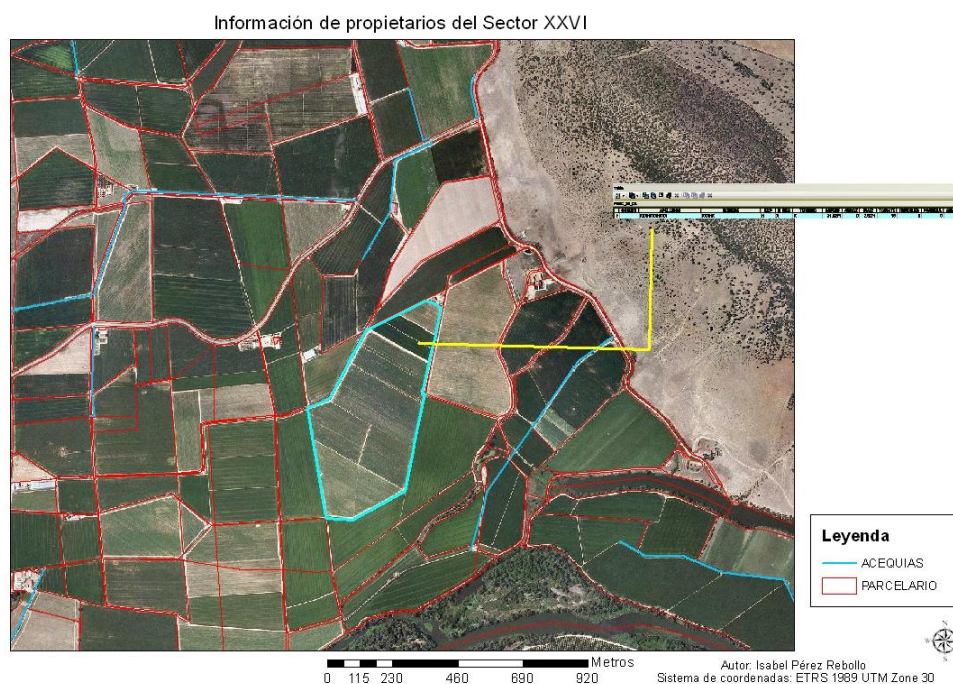 Información de propietarios del Sector XXVI
Leyenda
ACEQUIAS
PARCELARIO
Metros
0 115 230 460 690 920
Autor: Isabel Pérez Rebollo
Sistema de coordenadas: ETRS 1989 UTM Zone 30